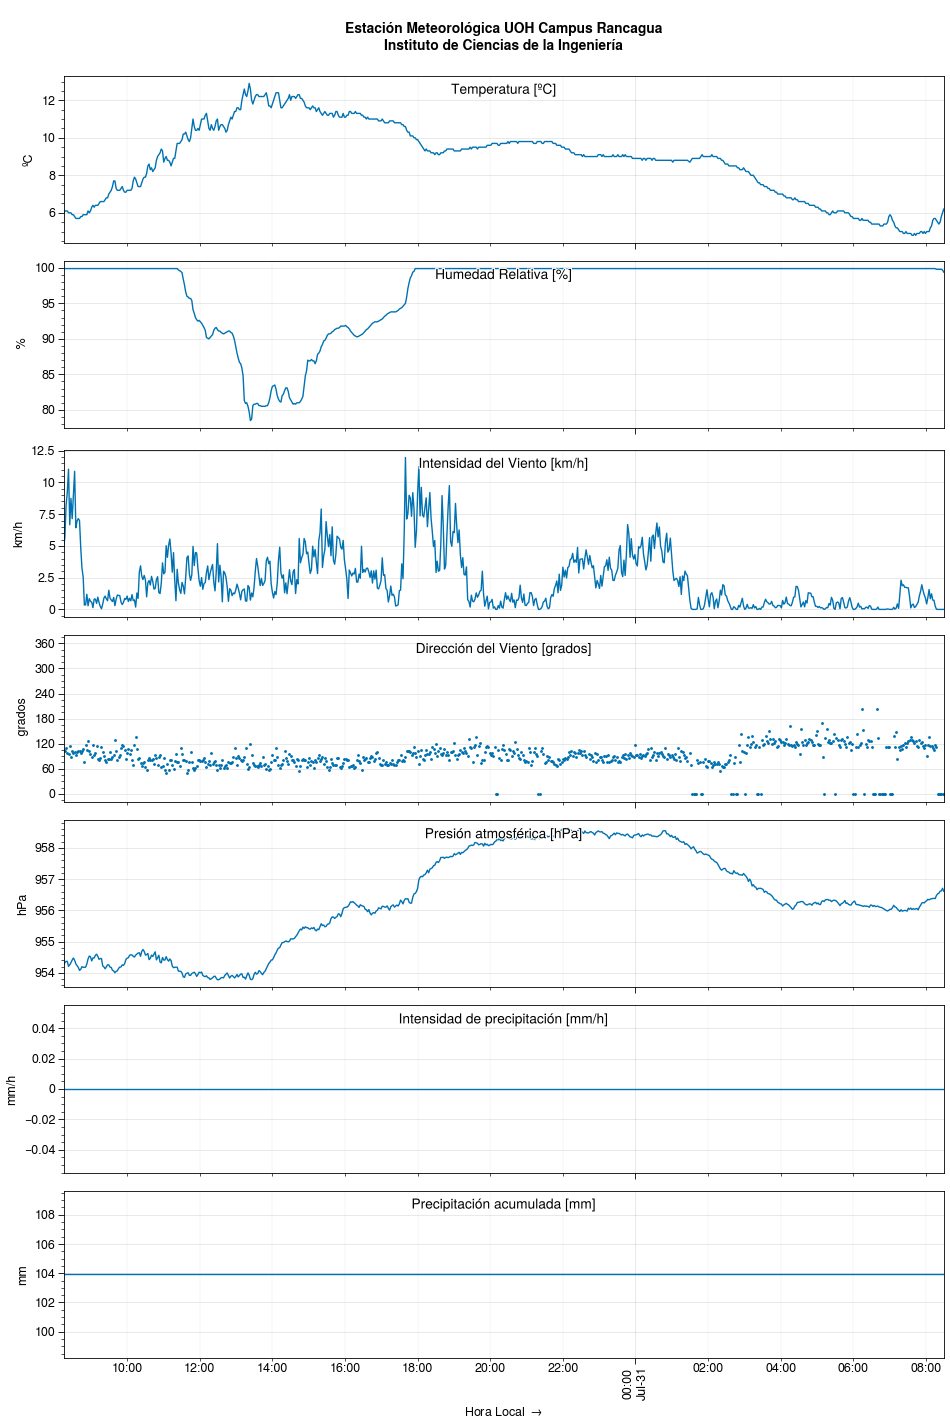 Estación Meteorológica UOH Campus Rancagua
Instituto de Ciencias de la Ingeniería
Temperatura [ºC]
ºC
12
10
8
6
Humedad Relativa [%]
%
100
95
90
85
80
Intensidad del Viento [km/h]
km/h
12.5
10
7.5
5
2.5
0
Dirección del Viento [grados]
grados
360
300
240
180
120
60
0
Presión atmosférica [hPa]
hPa
958
957
956
955
954
Intensidad de precipitación [mm/h]
mm/h
0.04
0.02
0
−0.02
−0.04
Precipitación acumulada [mm]
mm
108
106
104
102
100
10:00 12:00 14:00 16:00 18:00 20:00 22:00 00:00 02:00 04:00 06:00 08:00
Jul-31
Hora Local →